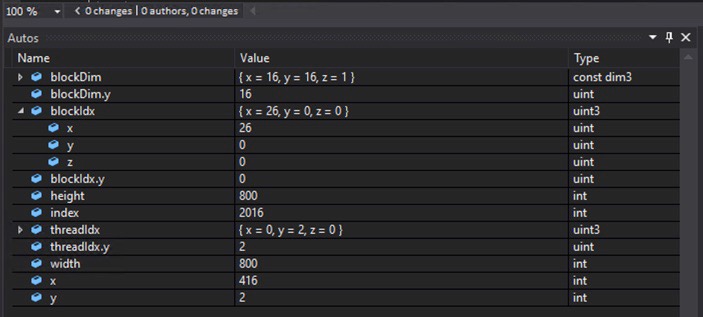 100 % < 0 changes | 0 authors, 0 changes
Autos
Name Value Type
blockDim { x = 16, y = 16, z = 1 } const dim3
blockDim.y 16 uint
blockIdx { x = 26, y = 0, z = 0 } uint3
x 26 uint
y 0 uint
z 0 uint
blockIdx.y 0 uint
height 800 int
index 2016 int
threadIdx { x = 0, y = 2, z = 0 } uint3
threadIdx.y 2 uint
width 800 int
x 416 int
y 2 int